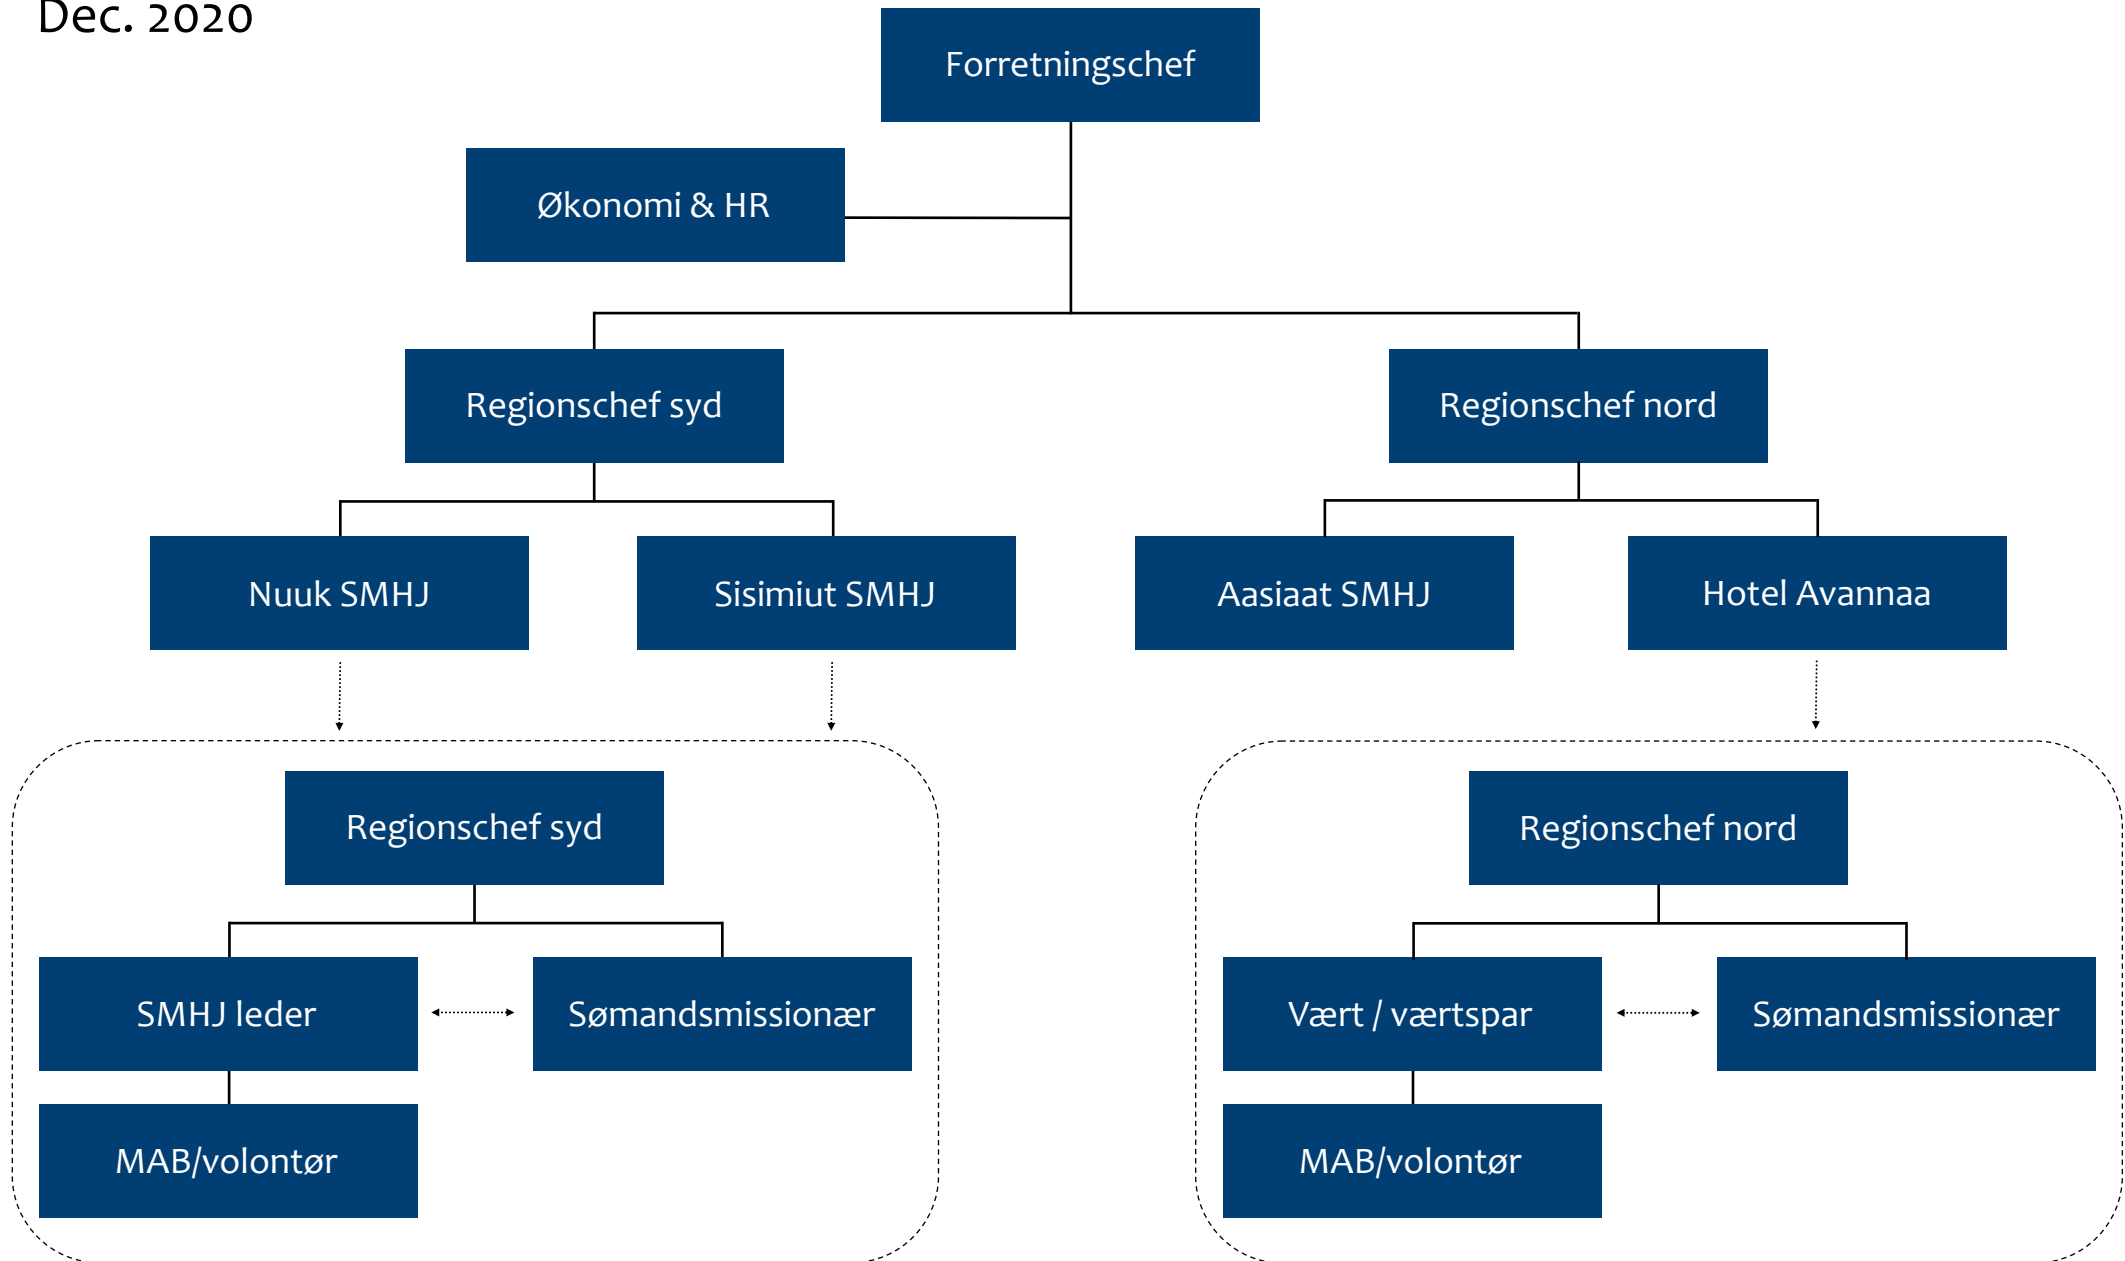 Dec. 2020
Forretningschef
Økonomi & HR
Regionschef syd
Regionschef nord
Nuuk SMHJ
Sisimiut SMHJ
Aasiaat SMHJ
Hotel Avannaa
Regionschef syd
Regionschef nord
SMHJ leder
Sømandsmissionær
Vært / værtspar
Sømandsmissionær
MAB/volontør
MAB/volontør